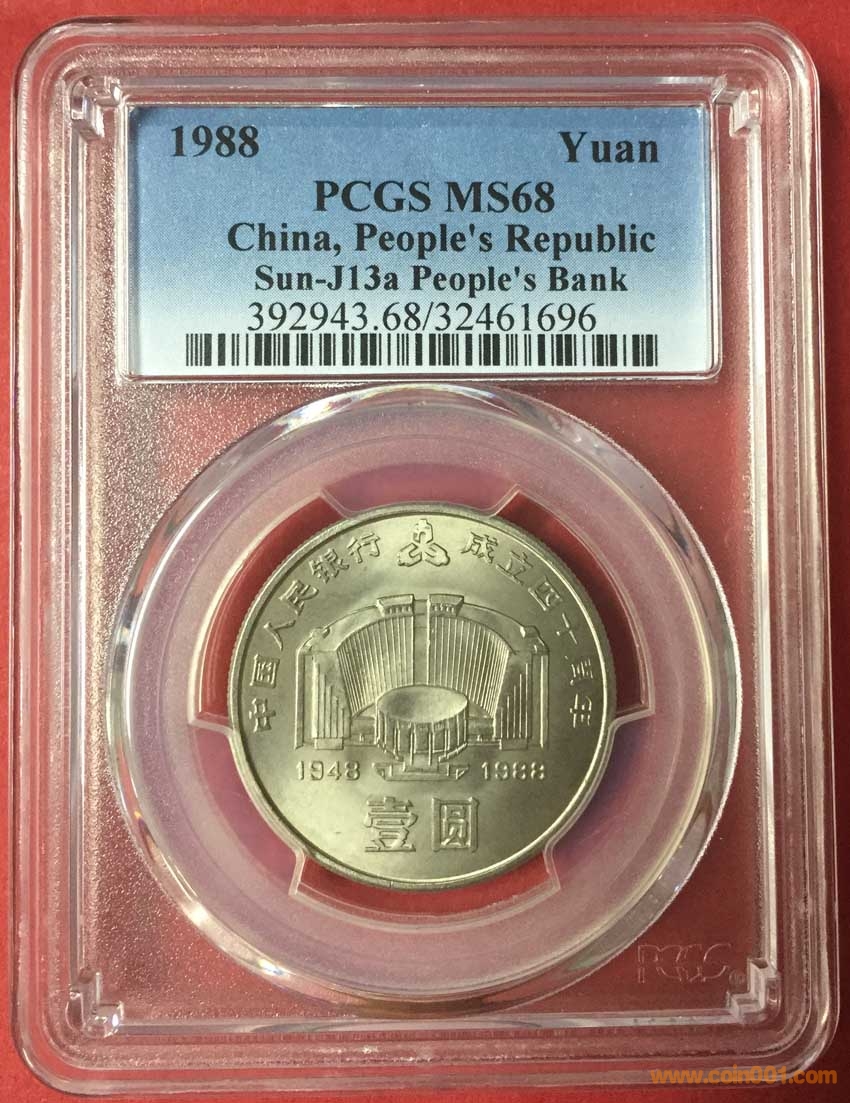 1988 Yuan
PCGS MS68
China, People's Republic
Sun-J13a People's Bank
392943.68/32461696
中国人民银行 成立四十周年
1948 1988
壹圆
PCGS
www.coin001.com